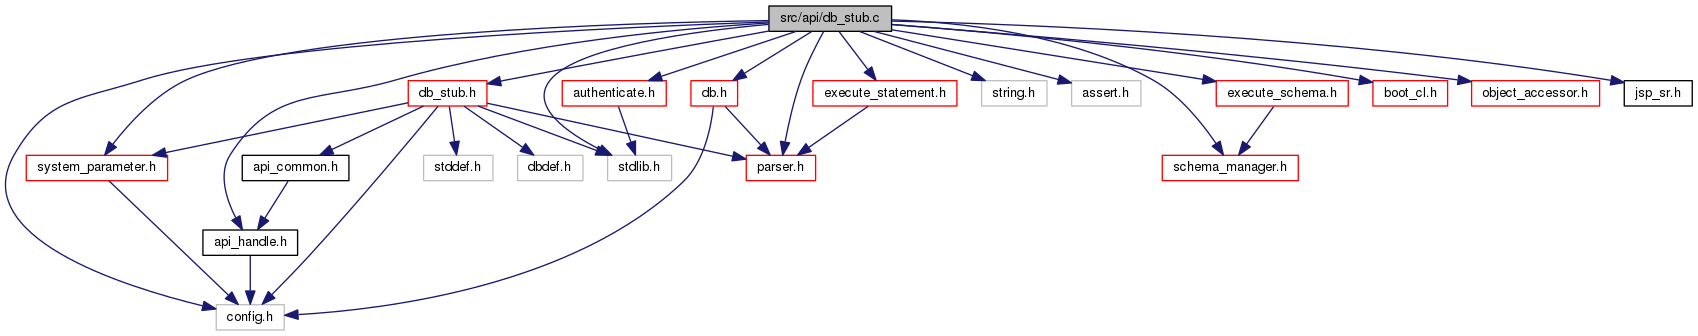 src/api/db_stub.c
db_stub.h
authenticate.h
db.h
execute_statement.h
string.h
assert.h
execute_schema.h
boot_cl.h
object_accessor.h
jsp_sr.h
system_parameter.h
api_common.h
stddef.h
dbdef.h
stdlib.h
parser.h
schema_manager.h
api_handle.h
config.h